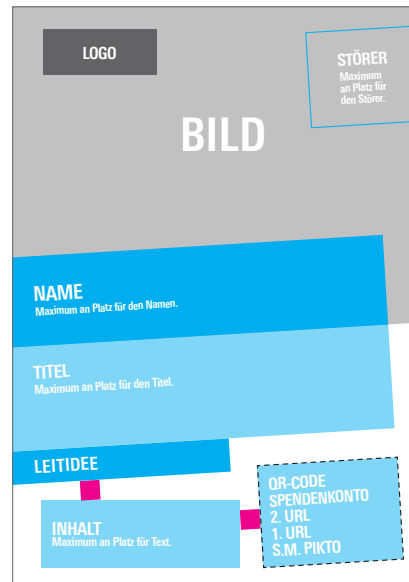 LOGO
STÖRER
Maximum
an Platz für
den Störer.
BILD
NAME
Maximum an Platz für den Namen.
TITEL
Maximum an Platz für den Titel.
LEITIDEE
INHALT
Maximum an Platz für Text.
QR-CODE
SPENDENKONTO
2. URL
1. URL
S.M. PIKTO